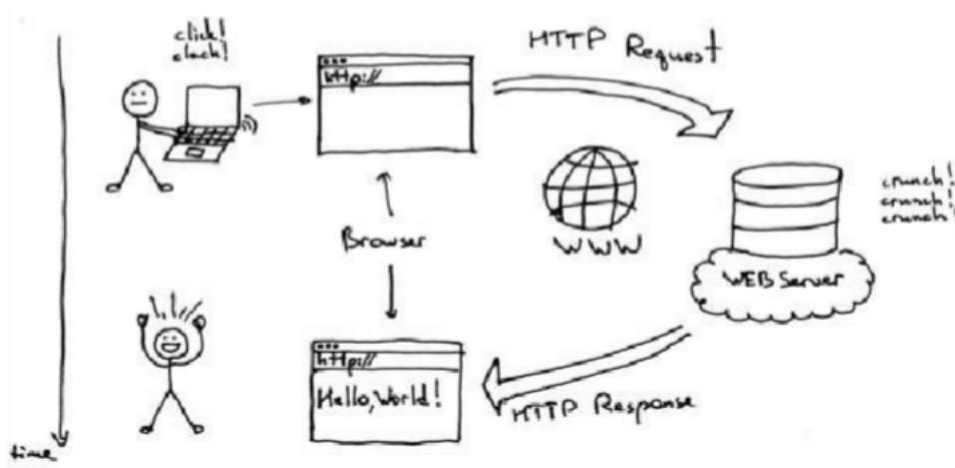 click!
clack!
HTTP Request
http://
crunch!
crunch!
crunch!
WWW
Browser
WEB Server
http://
Hello, World!
HTTP Response
time